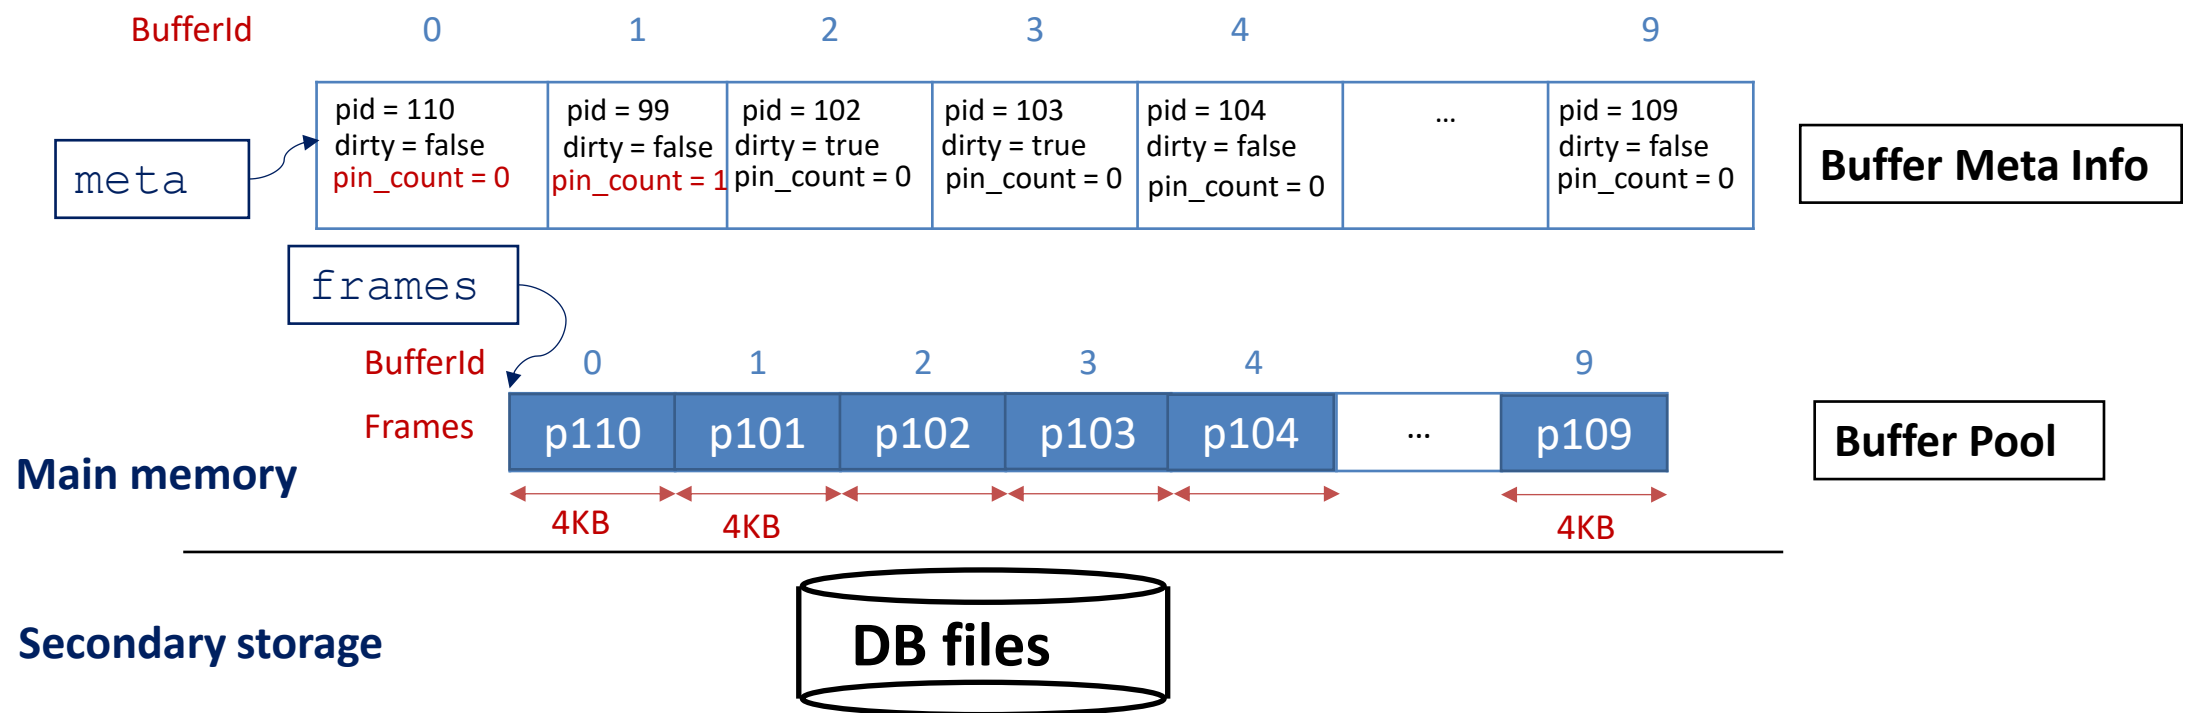 BufferId 0 1 2 3 4 9
pid = 110 pid = 99 pid = 102 pid = 103 pid = 104 ... pid = 109
dirty = false dirty = false dirty = true dirty = true dirty = false dirty = false
pin_count = 0 pin_count = 1 pin_count = 0 pin_count = 0 pin_count = 0 pin_count = 0
meta
Buffer Meta Info
frames
BufferId 0 1 2 3 4 9
Frames p110 p101 p102 p103 p104 ... p109
Buffer Pool
Main memory
4KB 4KB 4KB
DB files
Secondary storage